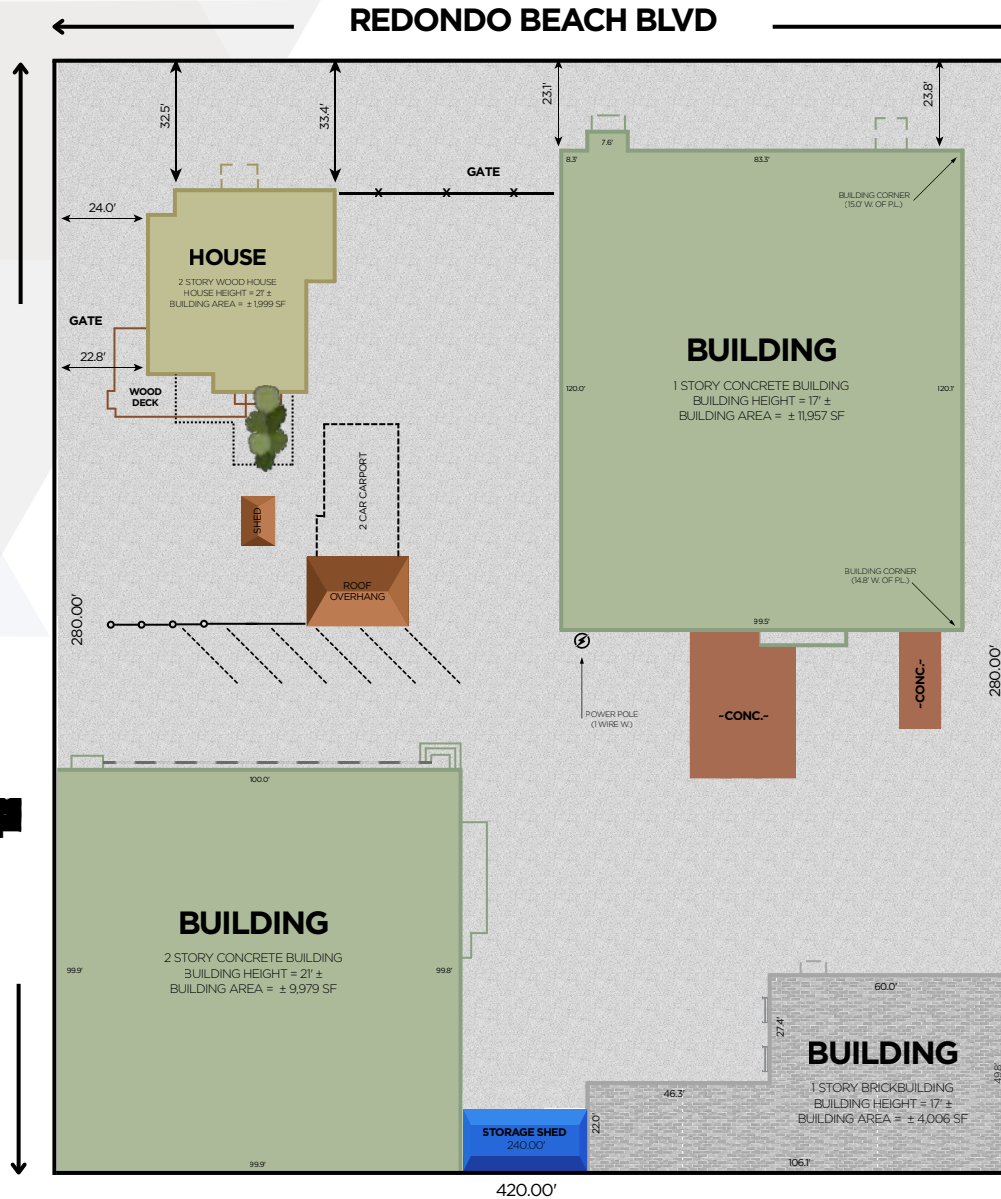 REDONDO BEACH BLVD
32.5'
33.4'
23.1'
23.8'
7.6'
8.3'
83.3'
GATE
BUILDING CORNER
(15.0' W. OF P.L.)
24.0'
HOUSE
2 STORY WOOD HOUSE
HOUSE HEIGHT = 21' ±
BUILDING AREA = ± 1,999 SF
GATE
22.8'
WOOD
DECK
BUILDING
1 STORY CONCRETE BUILDING
BUILDING HEIGHT = 17' ±
BUILDING AREA = ± 11,957 SF
120.0'
120.1'
2 CAR CARPORT
SHED
ROOF
OVERHANG
BUILDING CORNER
(14.8' W. OF P.L.)
280.00'
99.5'
280.00'
POWER POLE
(1 WIRE W.)
-CONC.-
-CONC.-
100.0'
BUILDING
2 STORY CONCRETE BUILDING
BUILDING HEIGHT = 21' ±
BUILDING AREA = ± 9,979 SF
99.9'
99.8'
60.0'
27.4'
BUILDING
1 STORY BRICKBUILDING
BUILDING HEIGHT = 17' ±
BUILDING AREA = ± 4,006 SF
49.8'
46.3'
22.0'
STORAGE SHED
240.00'
99.9'
106.1'
420.00'